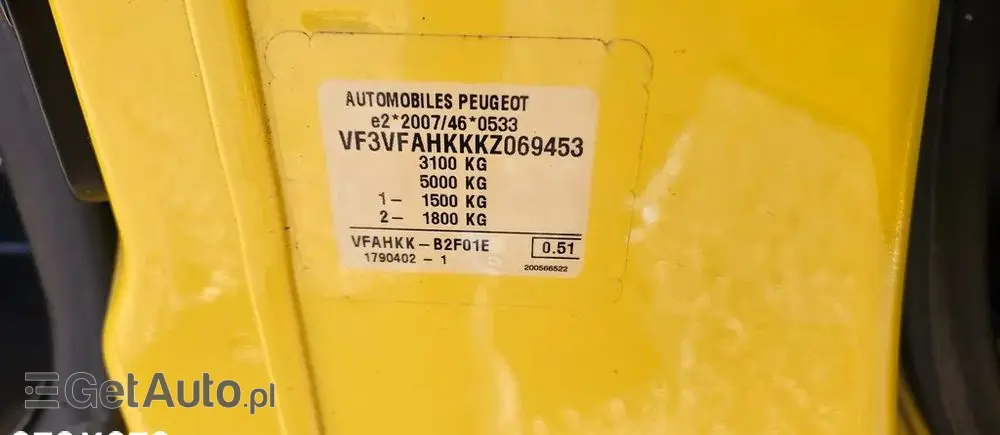 AUTOMOBILES PEUGEOT
e2*2007/46*0533
VF3VFAHKKKZ069453
3100 KG
5000 KG
1- 1500 KG
2- 1800 KG
VFAHKK-B2F01E 0.51
1790402-1 200566522
GetAuto.pl